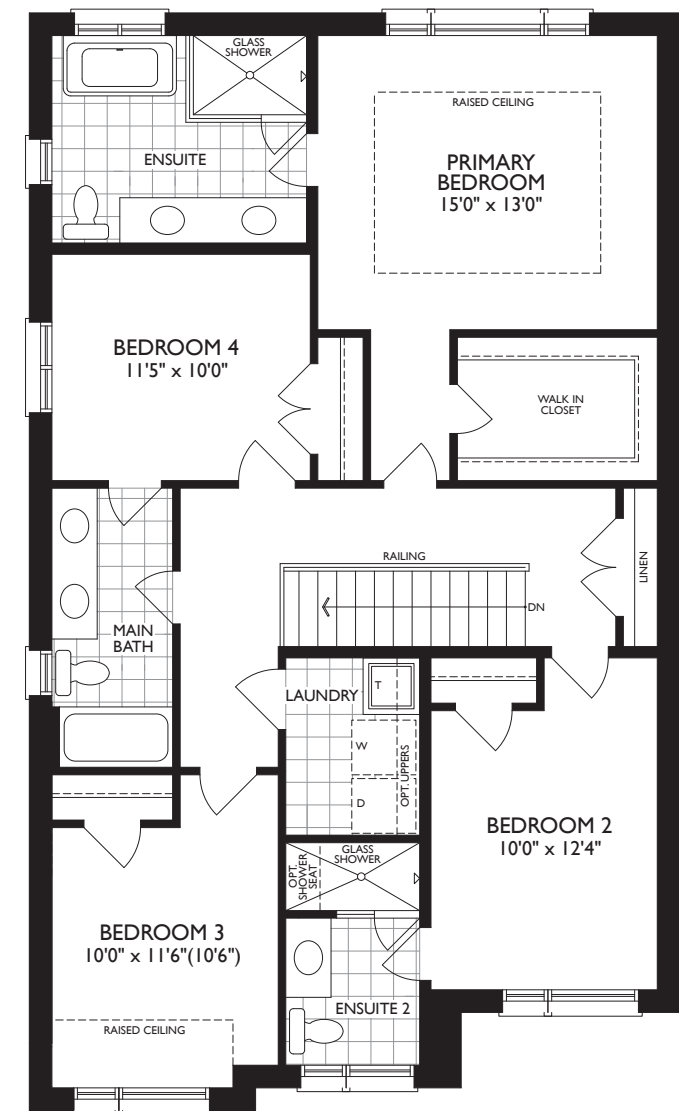 GLASS
SHOWER
ENSUITE
RAISED CEILING
PRIMARY
BEDROOM
15'0" x 13'0"
BEDROOM 4
11'5" x 10'0"
WALK IN
CLOSET
RAILING
DN
LINEN
MAIN
BATH
LAUNDRY
T
W
D
OPT. UPPERS
BEDROOM 2
10'0" x 12'4"
OPT.
SHOWER
SEAT
GLASS
SHOWER
BEDROOM 3
10'0" x 11'6"(10'6")
ENSUITE 2
RAISED CEILING